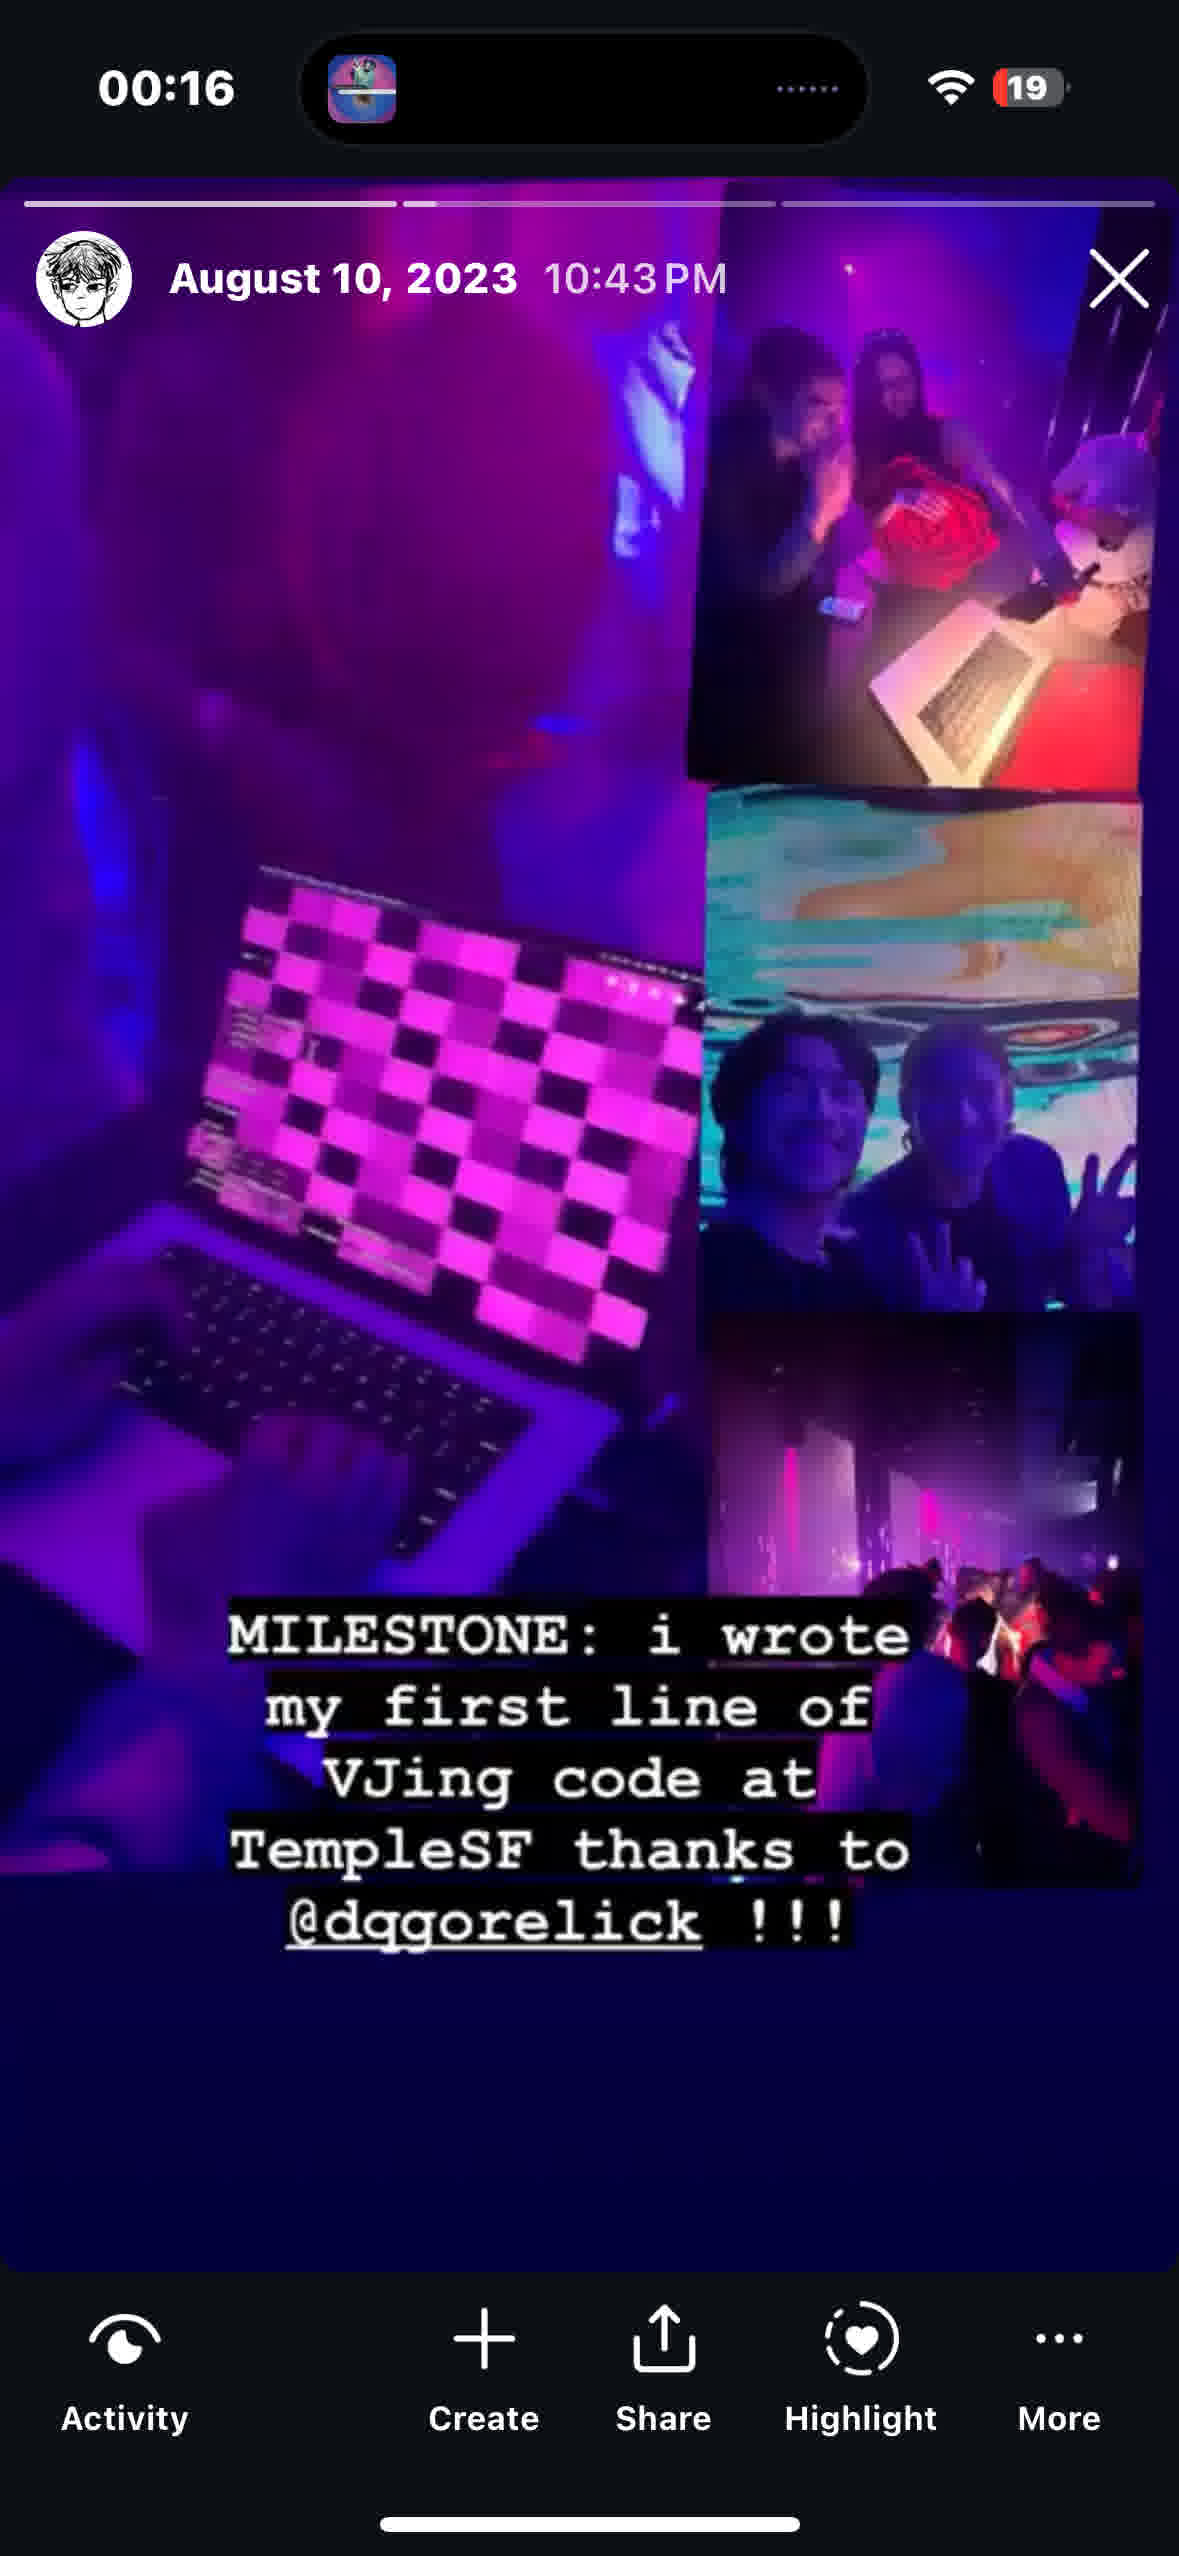 00:16
19
August 10, 2023 10:43 PM
MILESTONE: i wrote
my first line of
VJing code at
TempleSF thanks to
@dqgorelick !!!
Activity
Create
Share
Highlight
More